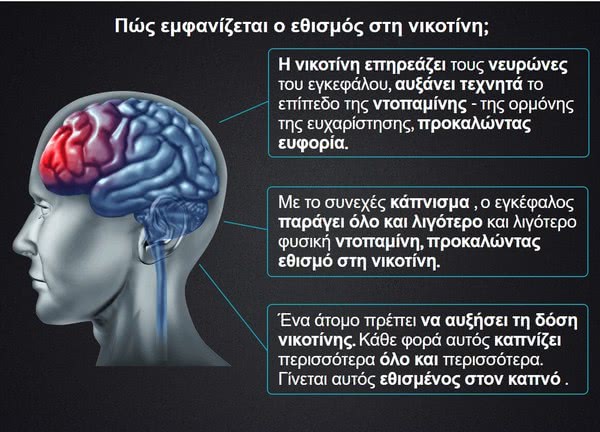 Πώς εμφανίζεται ο εθισμός στη νικοτίνη;
Η νικοτίνη επηρεάζει τους νευρώνες
του εγκεφάλου, αυξάνει τεχνητά το
επίπεδο της ντοπαμίνης - της ορμόνης
της ευχαρίστησης, προκαλώντας
ευφορία.
Με το συνεχές κάπνισμα , ο εγκέφαλος
παράγει όλο και λιγότερο και λιγότερο
φυσική ντοπαμίνη, προκαλώντας
εθισμό στη νικοτίνη.
Ένα άτομο πρέπει να αυξήσει τη δόση
νικοτίνης. Κάθε φορά αυτός καπνίζει
περισσότερα όλο και περισσότερα.
Γίνεται αυτός εθισμένος στον καπνό .